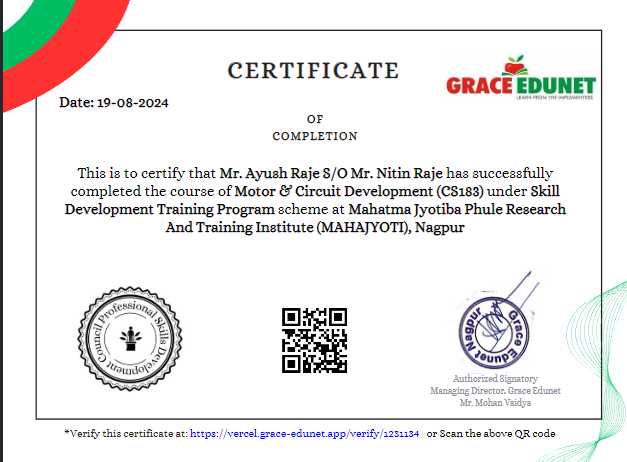 CERTIFICATE
GRACE EDUNET
LEARN FROM THE IMPLEMENTERS
Date: 19-08-2024
OF
COMPLETION
This is to certify that Mr. Ayush Raje S/O Mr. Nitin Raje has successfully
completed the course of Motor & Circuit Development (CS183) under Skill
Development Training Program scheme at Mahatma Jyotiba Phule Research
And Training Institute (MAHAJYOTI), Nagpur
Council Professional Skills Development
Grace Edunet Nagpur
Authorized Signatory
Managing Director, Grace Edunet
Mr. Mohan Vaidya
*Verify this certificate at: https://vercel.grace-edunet.app/verify/1231134 or Scan the above QR code